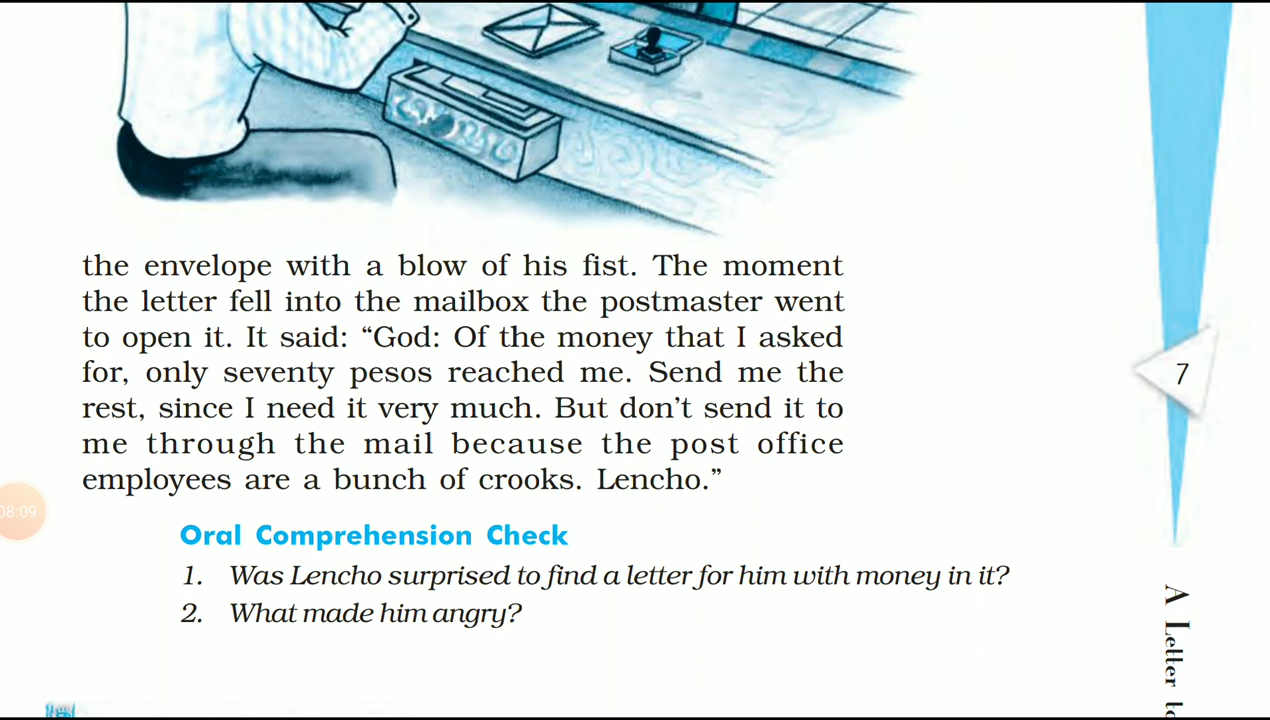 the envelope with a blow of his fist. The moment
the letter fell into the mailbox the postmaster went
to open it. It said: “God: Of the money that I asked
for, only seventy pesos reached me. Send me the
rest, since I need it very much. But don’t send it to
me through the mail because the post office
employees are a bunch of crooks. Lencho.”
Oral Comprehension Check
1. Was Lencho surprised to find a letter for him with money in it?
2. What made him angry?
7
A Letter to
08:09